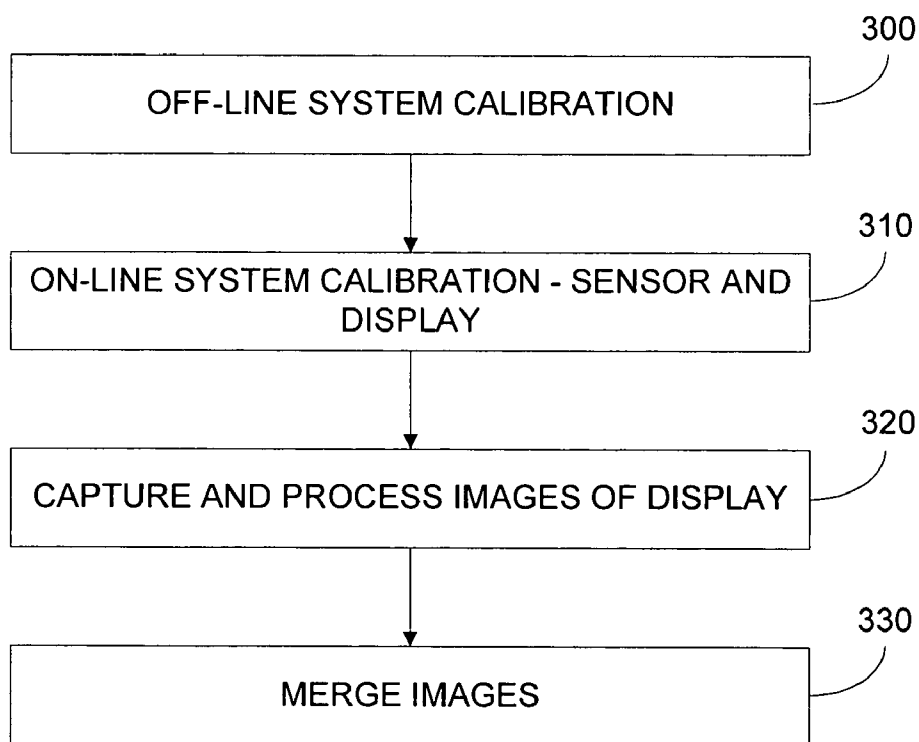 300
OFF-LINE SYSTEM CALIBRATION
310
ON-LINE SYSTEM CALIBRATION - SENSOR AND
DISPLAY
320
CAPTURE AND PROCESS IMAGES OF DISPLAY
330
MERGE IMAGES